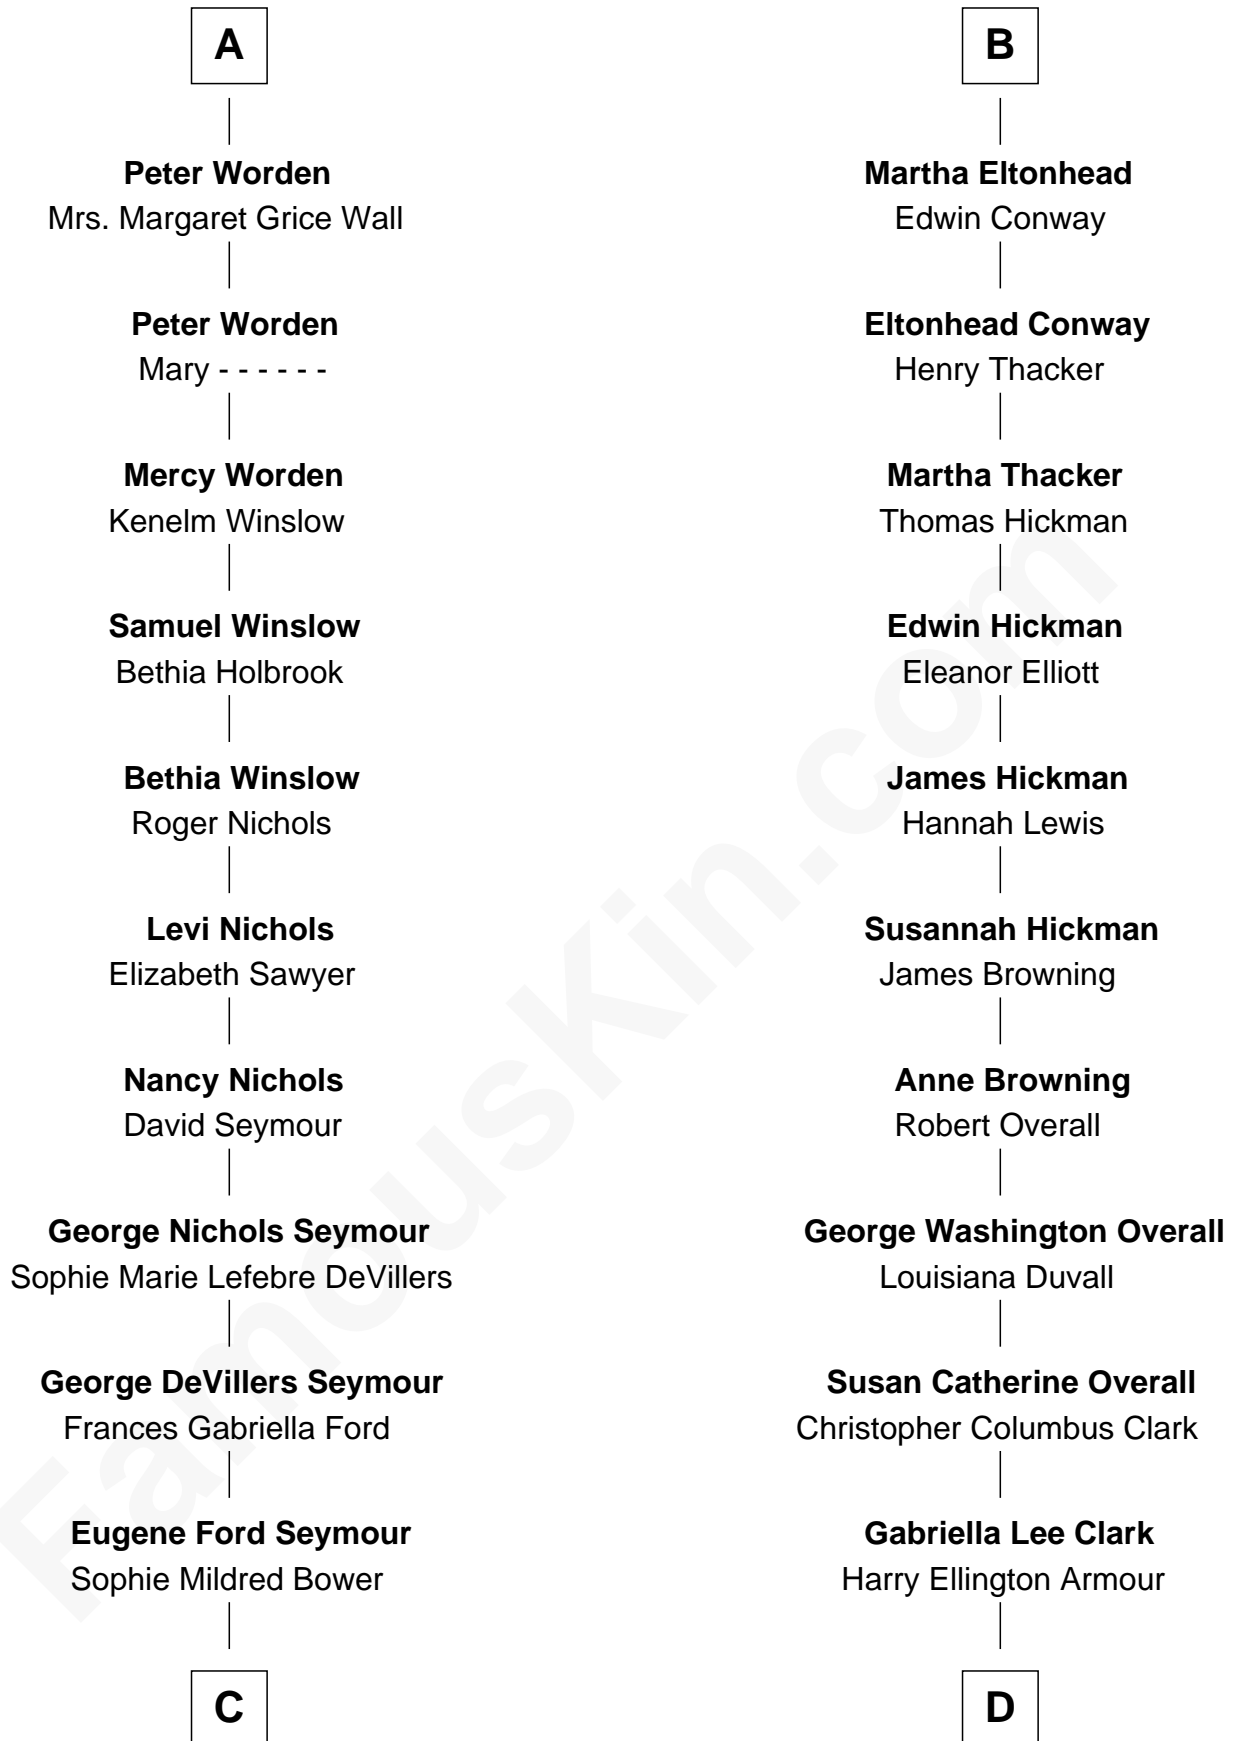 A
Peter Worden
Mrs. Margaret Grice Wall
Peter Worden
Mary - - - - - -
Mercy Worden
Kenelm Winslow
Samuel Winslow
Bethia Holbrook
Bethia Winslow
Roger Nichols
Levi Nichols
Elizabeth Sawyer
Nancy Nichols
David Seymour
George Nichols Seymour
Sophie Marie Lefebre DeVillers
George DeVillers Seymour
Frances Gabriella Ford
Eugene Ford Seymour
Sophie Mildred Bower
C
B
Martha Eltonhead
Edwin Conway
Eltonhead Conway
Henry Thacker
Martha Thacker
Thomas Hickman
Edwin Hickman
Eleanor Elliott
James Hickman
Hannah Lewis
Susannah Hickman
James Browning
Anne Browning
Robert Overall
George Washington Overall
Louisiana Duvall
Susan Catherine Overall
Christopher Columbus Clark
Gabriella Lee Clark
Harry Ellington Armour
D
FamousKin.com